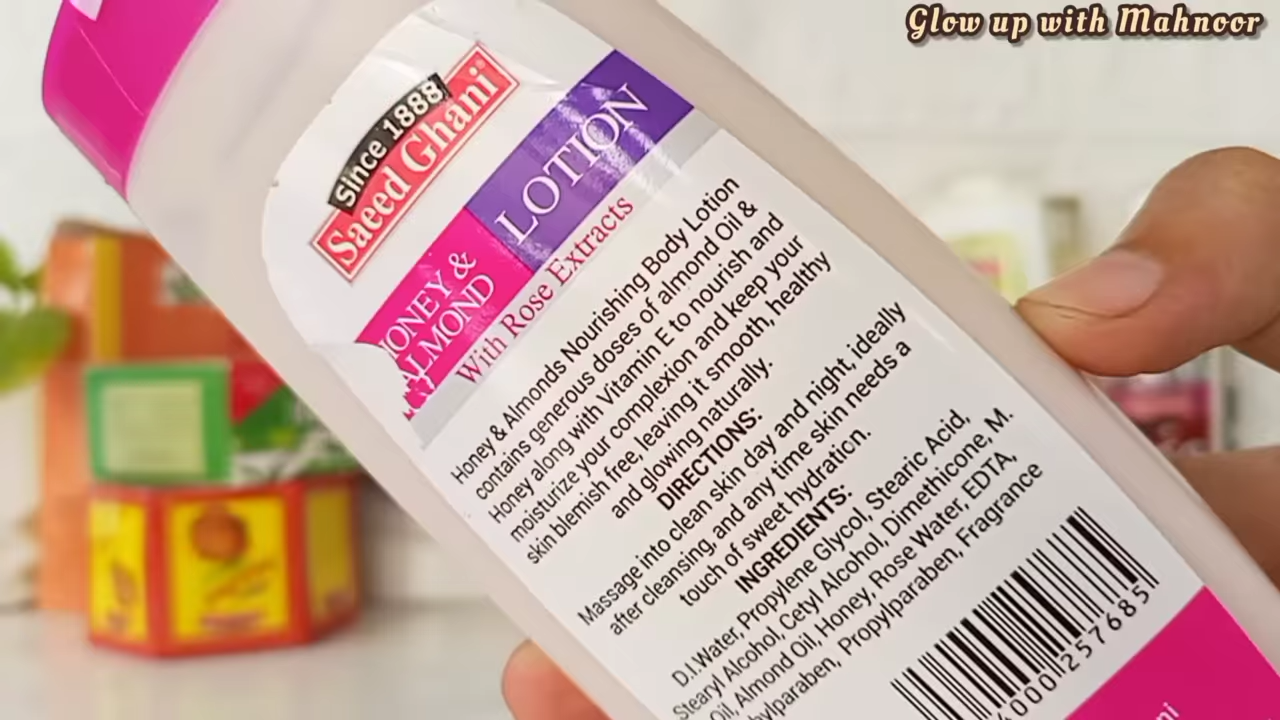 Glow up with Mahnoor
Since 1888
Saeed Ghani
HONEY &
ALMOND
LOTION
With Rose Extracts
Honey & Almonds Nourishing Body Lotion
contains generous doses of almond Oil &
Honey along with Vitamin E to nourish and
moisturize your complexion and keep your
skin blemish free, leaving it smooth, healthy
and glowing naturally.
DIRECTIONS:
Massage into clean skin day and night, ideally
after cleansing, and any time skin needs a
touch of sweet hydration.
INGREDIENTS:
D.I.Water, Propylene Glycol, Stearic Acid,
Stearyl Alcohol, Cetyl Alcohol, Dimethicone, M.
Oil, Almond Oil, Honey, Rose Water, EDTA,
ylparaben, Propylparaben, Fragrance
4000257685